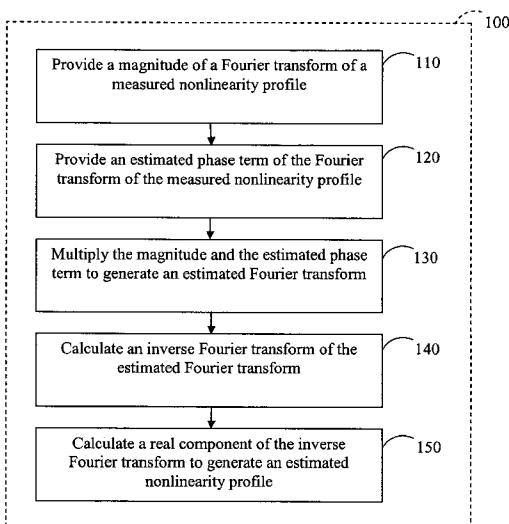 100
Provide a magnitude of a Fourier transform of a
measured nonlinearity profile
110
Provide an estimated phase term of the Fourier
transform of the measured nonlinearity profile
120
Multiply the magnitude and the estimated phase
term to generate an estimated Fourier transform
130
Calculate an inverse Fourier transform of the
estimated Fourier transform
140
Calculate a real component of the inverse
Fourier transform to generate an estimated
nonlinearity profile
150